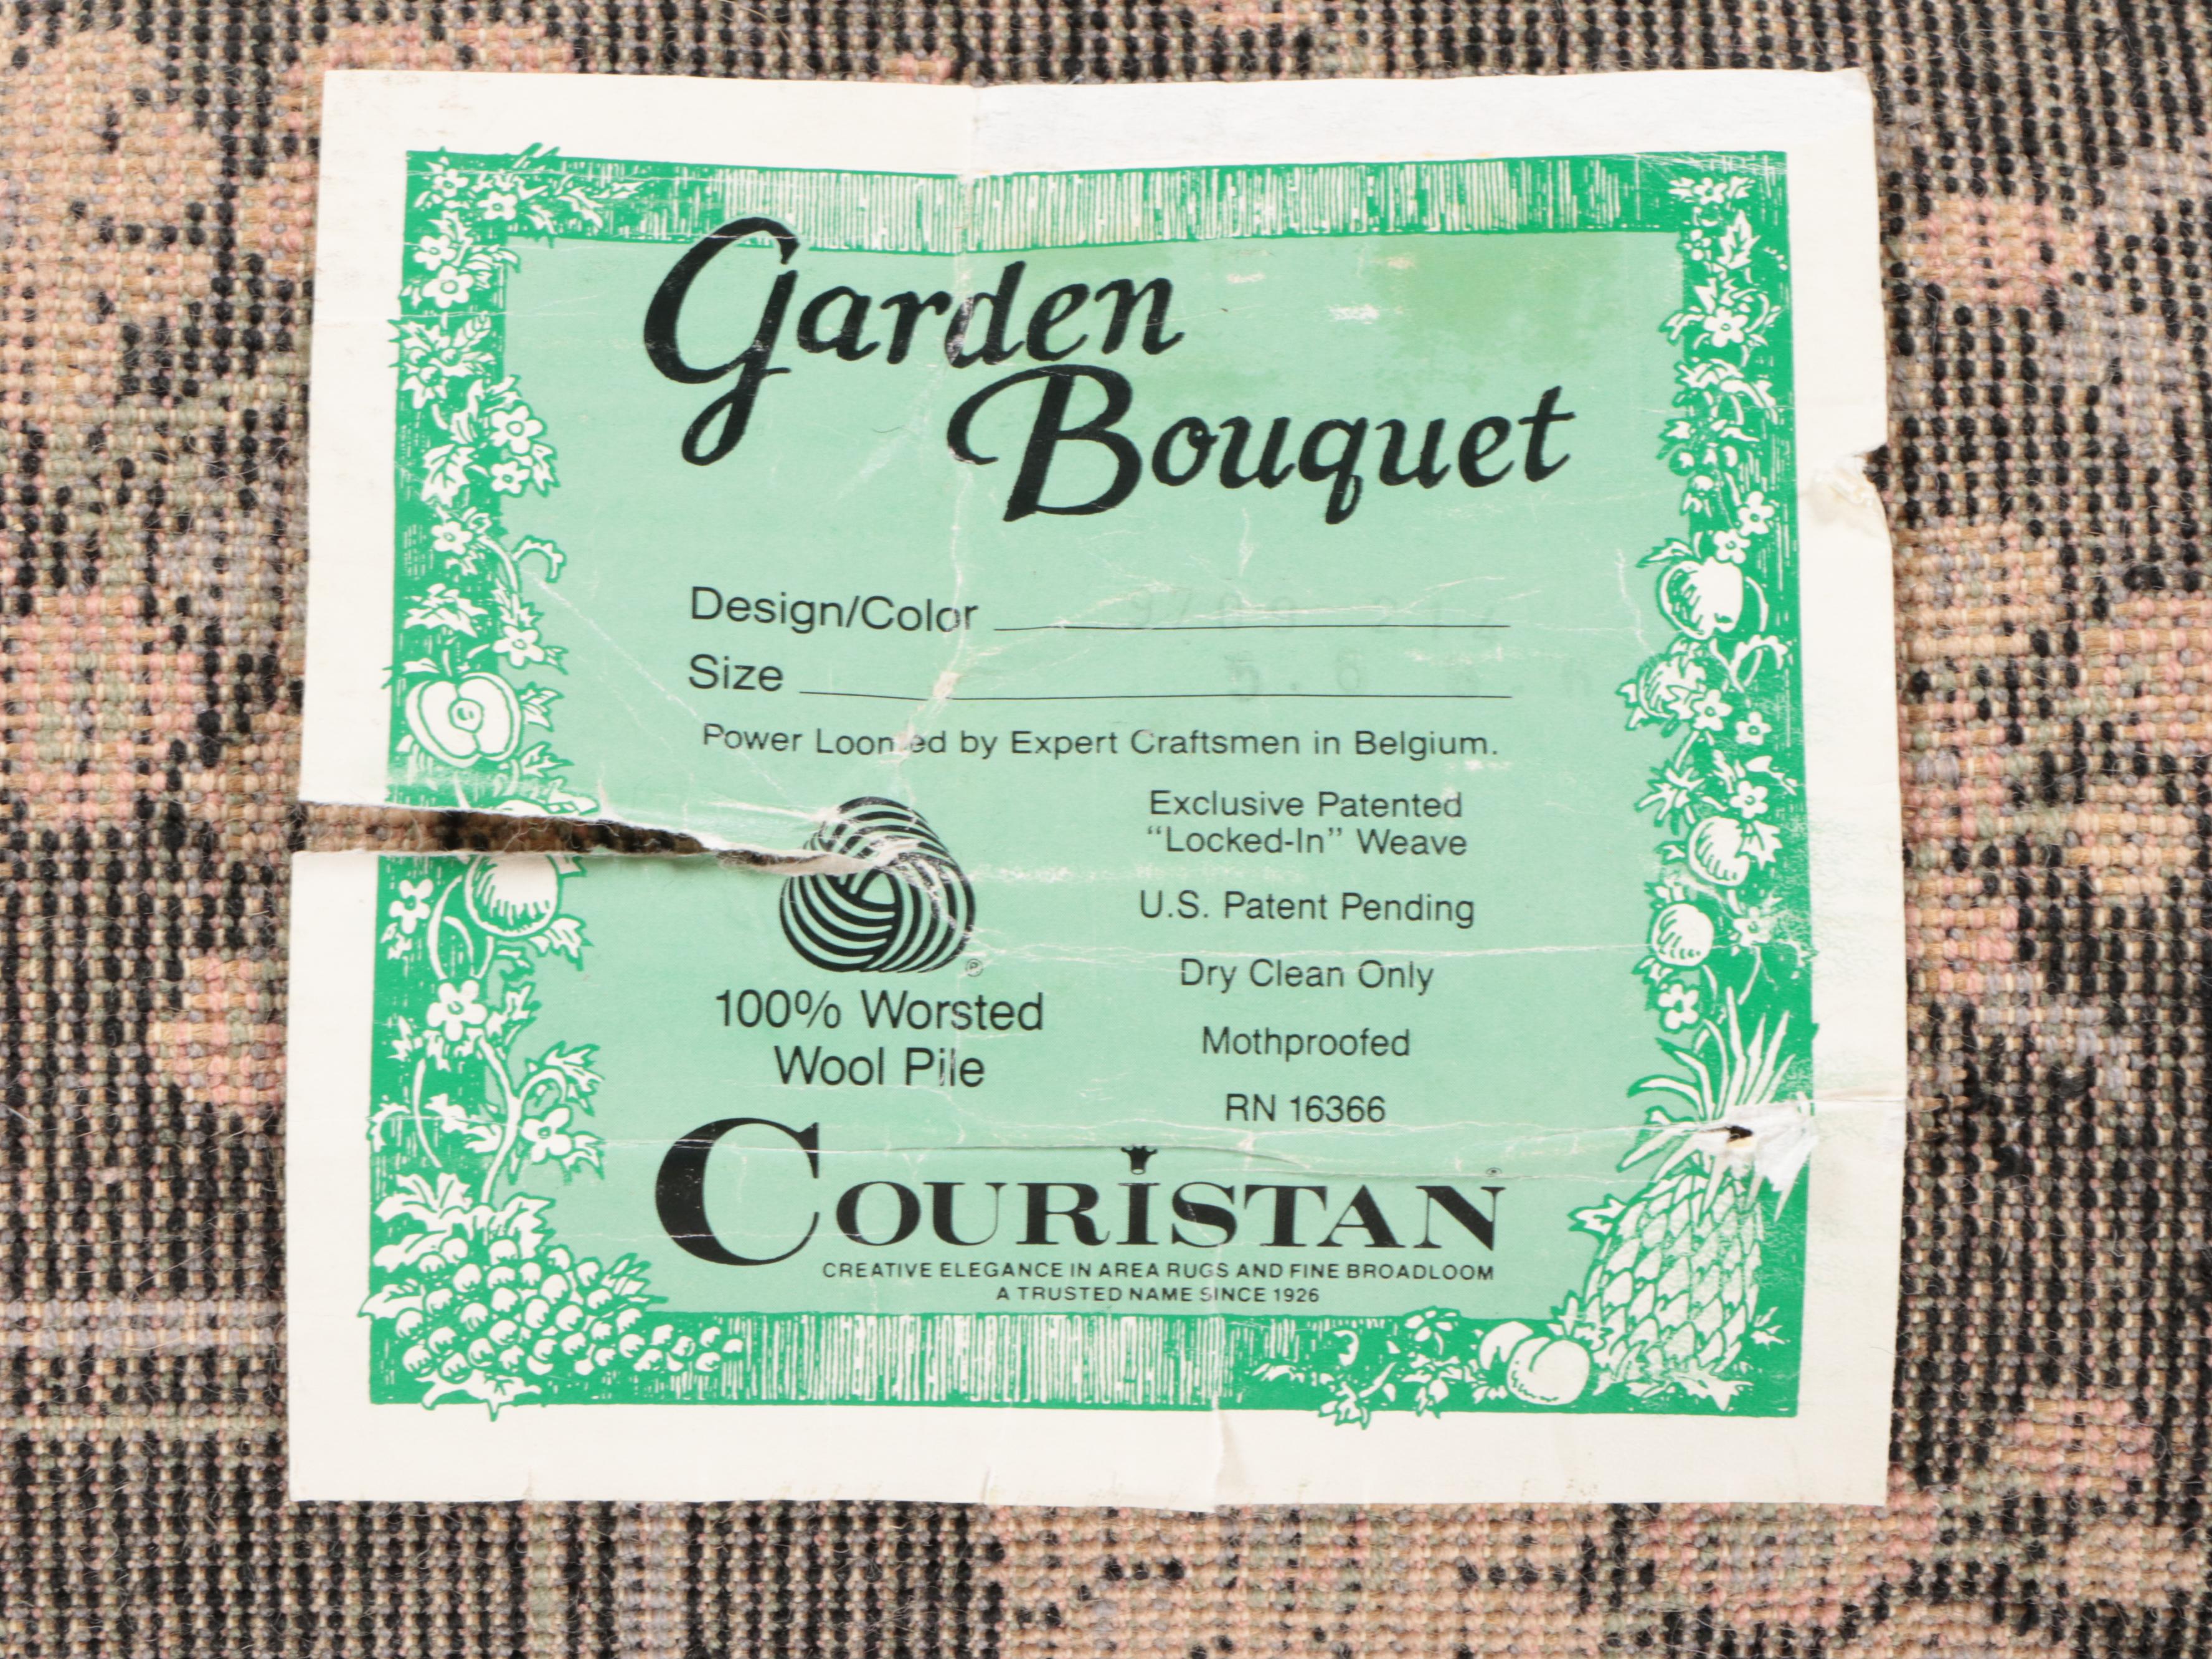 Garden
Bouquet
Design/Color
Size
Power Loomed by Expert Craftsmen in Belgium.
Exclusive Patented
“Locked-In” Weave
U.S. Patent Pending
Dry Clean Only
Mothproofed
RN 16366
100% Worsted
Wool Pile
COURISTAN
CREATIVE ELEGANCE IN AREA RUGS AND FINE BROADLOOM
A TRUSTED NAME SINCE 1926